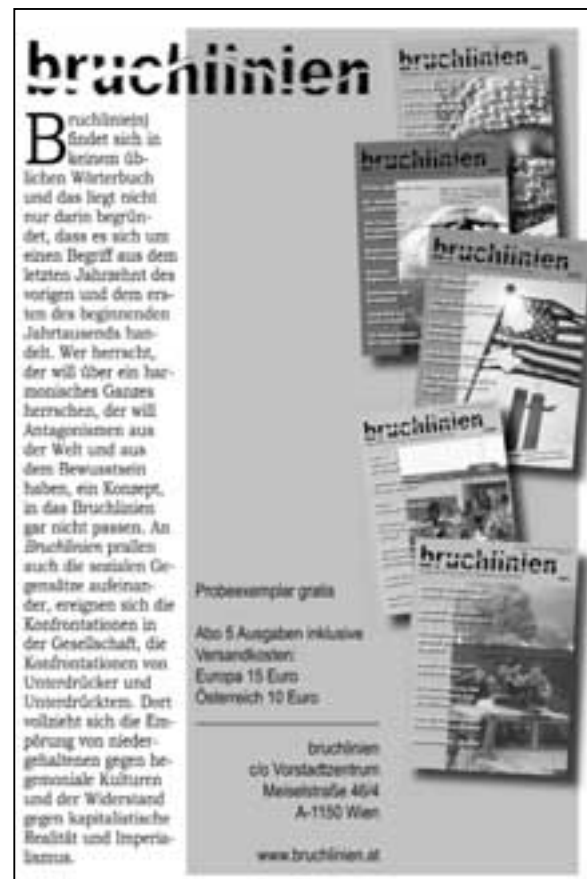 bruchlinien
Bruchlinie(n)
findet sich in
keinem üb-
lichen Wörterbuch
und das liegt nicht
nur darin begrün-
det, dass es sich um
einen Begriff aus dem
letzten Jahrzehnt des
vorigen und dem ers-
ten des beginnenden
Jahrtausends han-
delt. Wer herrscht,
der will über ein har-
monisches Ganzes
herrschen, der will
Antagonismen aus
der Welt und aus
dem Bewusstsein
haben, ein Konzept,
in das Bruchlinien
gar nicht passen. An
Bruchlinien prallen
auch die sozialen Ge-
gensätze aufeinan-
der, ereignen sich die
Konfrontationen in
der Gesellschaft, die
Konfrontationen von
Unterdrücker und
Unterdrücktem. Dort
vollzieht sich die Em-
pörung von nieder-
gehaltenen gegen he-
gemoniale Kulturen
und der Widerstand
gegen kapitalistische
Realität und Imperia-
lismus.
Probeexemplar gratis
Abo 5 Ausgaben inklusive
Versandkosten:
Europa 15 Euro
Österreich 10 Euro
bruchlinien
c/o Vorstadtzentrum
Meiselstraße 46/4
A-1150 Wien
www.bruchlinien.at
bruchlinien_
bruchlinien_
bruchlinien_
bruchlinien_
bruchlinien_